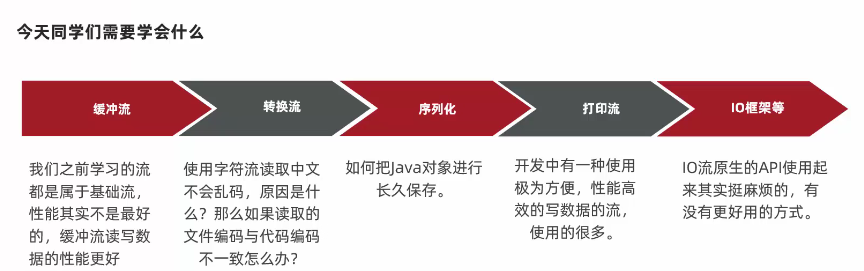 今天同学们需要学会什么
缓冲流
转换流
序列化
打印流
IO框架等
我们之前学习的流
都是属于基础流，
性能其实不是最好
的，缓冲流读写数
据的性能更好
使用字符流读取中文
不会乱码，原因是什
么？那么如果读取的
文件编码与代码编码
不一致怎么办？
如何把Java对象进行
长久保存。
开发中有一种使用
极为方便，性能高
效的写数据的流，
使用的很多。
IO流原生的API使用起
来其实挺麻烦的，有
没有更好用的方式。